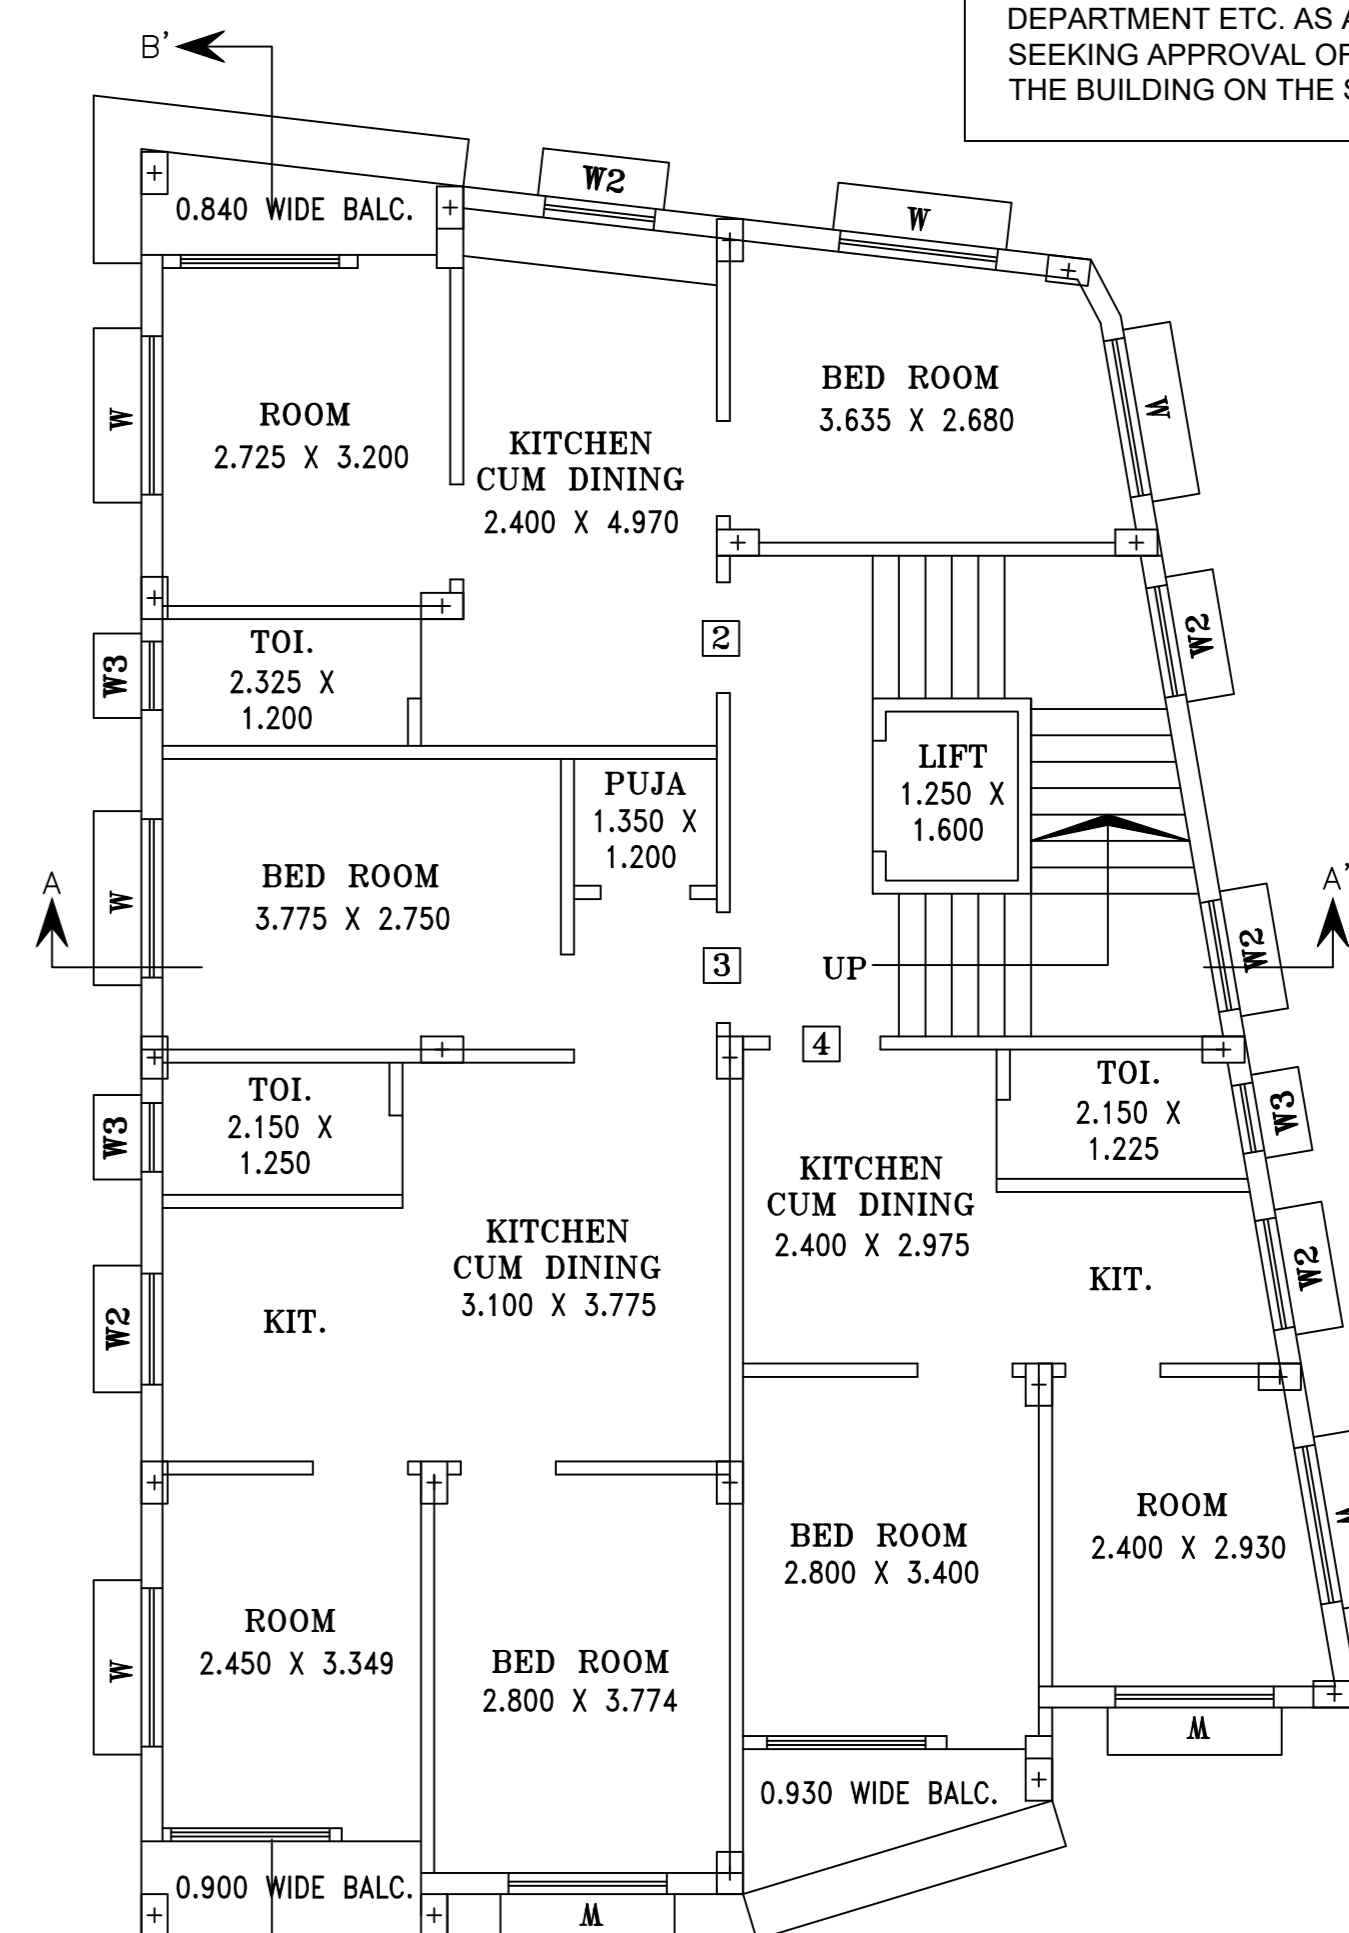 DEPARTMENT ETC. AS A
SEEKING APPROVAL OF
THE BUILDING ON THE S
B'
W2
W
0.840 WIDE BALC.
W
W
ROOM
2.725 X 3.200
KITCHEN
CUM DINING
2.400 X 4.970
BED ROOM
3.635 X 2.680
W2
W3
TOI.
2.325 X
1.200
2
LIFT
1.250 X
1.600
PUJA
1.350 X
1.200
A
W
BED ROOM
3.775 X 2.750
3
UP
W2
A'
4
W3
TOI.
2.150 X
1.250
TOI.
2.150 X
1.225
W3
KITCHEN
CUM DINING
2.400 X 2.975
KITCHEN
CUM DINING
3.100 X 3.775
KIT.
W2
W2
KIT.
BED ROOM
2.800 X 3.400
ROOM
2.400 X 2.930
W
ROOM
2.450 X 3.349
BED ROOM
2.800 X 3.774
W
0.930 WIDE BALC.
0.900 WIDE BALC.
W